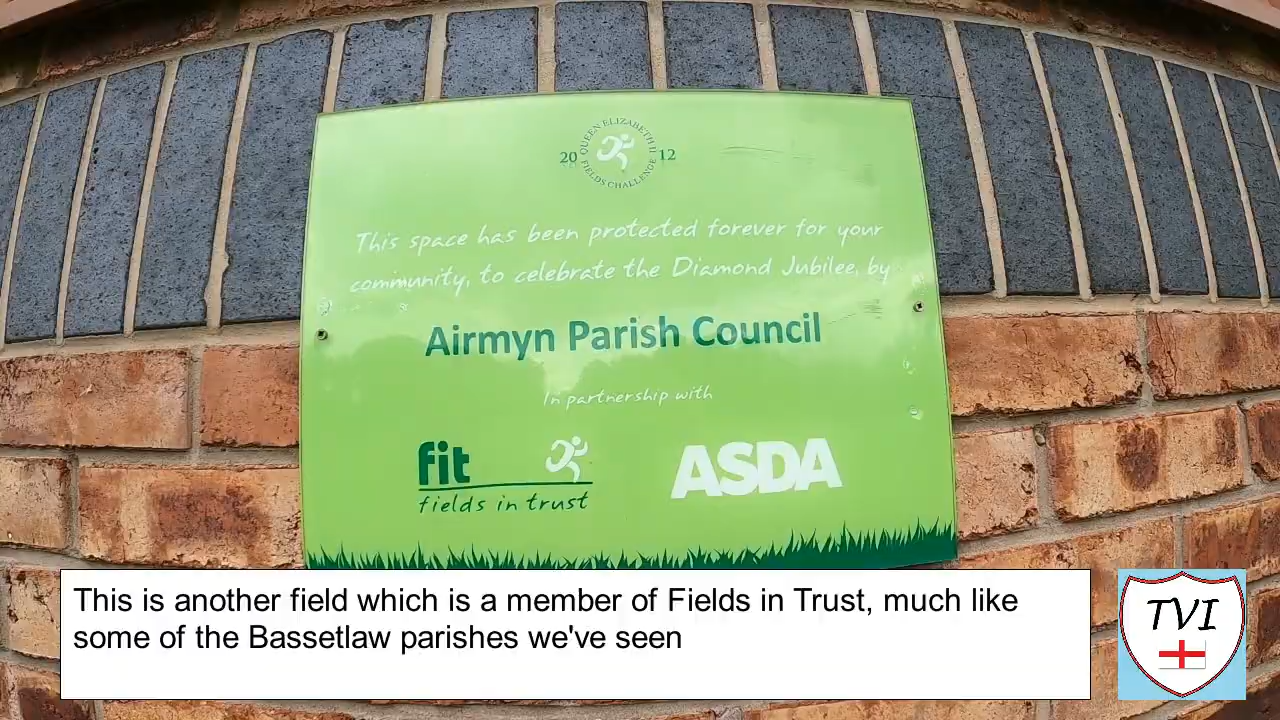 QUEEN ELIZABETH II
20 12
FIELDS CHALLENGE
This space has been protected forever for your
community, to celebrate the Diamond Jubilee, by
Airmyn Parish Council
In partnership with
fit
fields in trust
ASDA
This is another field which is a member of Fields in Trust, much like
some of the Bassetlaw parishes we've seen
TVI